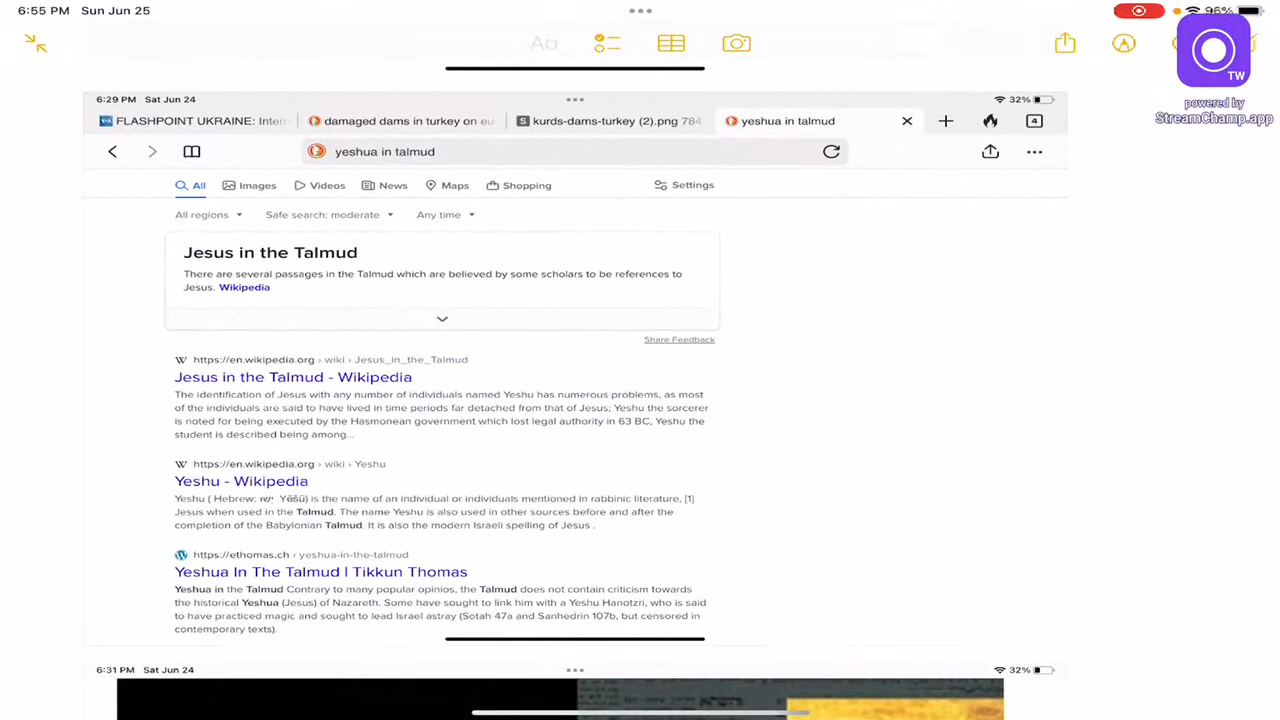 6:55 PM Sun Jun 25
96%
Aa
TW
powered by
StreamChamp.app
6:29 PM Sat Jun 24
32%
FLASHPOINT UKRAINE: Intern
damaged dams in turkey on eu
kurds-dams-turkey (2).png 784
yeshua in talmud
4
yeshua in talmud
All Images Videos News Maps Shopping Settings
All regions Safe search: moderate Any time
Jesus in the Talmud
There are several passages in the Talmud which are believed by some scholars to be references to
Jesus. Wikipedia
Share Feedback
W https://en.wikipedia.org › wiki › Jesus_in_the_Talmud
Jesus in the Talmud - Wikipedia
The identification of Jesus with any number of individuals named Yeshu has numerous problems, as most
of the individuals are said to have lived in time periods far detached from that of Jesus; Yeshu the sorcerer
is noted for being executed by the Hasmonean government which lost legal authority in 63 BC, Yeshu the
student is described being among...
W https://en.wikipedia.org › wiki › Yeshu
Yeshu - Wikipedia
Yeshu ( Hebrew: ישו Yēšū) is the name of an individual or individuals mentioned in rabbinic literature, [1]
Jesus when used in the Talmud. The name Yeshu is also used in other sources before and after the
completion of the Babylonian Talmud. It is also the modern Israeli spelling of Jesus .
https://ethomas.ch › yeshua-in-the-talmud
Yeshua In The Talmud | Tikkun Thomas
Yeshua in the Talmud Contrary to many popular opinios, the Talmud does not contain criticism towards
the historical Yeshua (Jesus) of Nazareth. Some have sought to link him with a Yeshu Hanotzri, who is said
to have practiced magic and sought to lead Israel astray (Sotah 47a and Sanhedrin 107b, but censored in
contemporary texts).
6:31 PM Sat Jun 24
32%